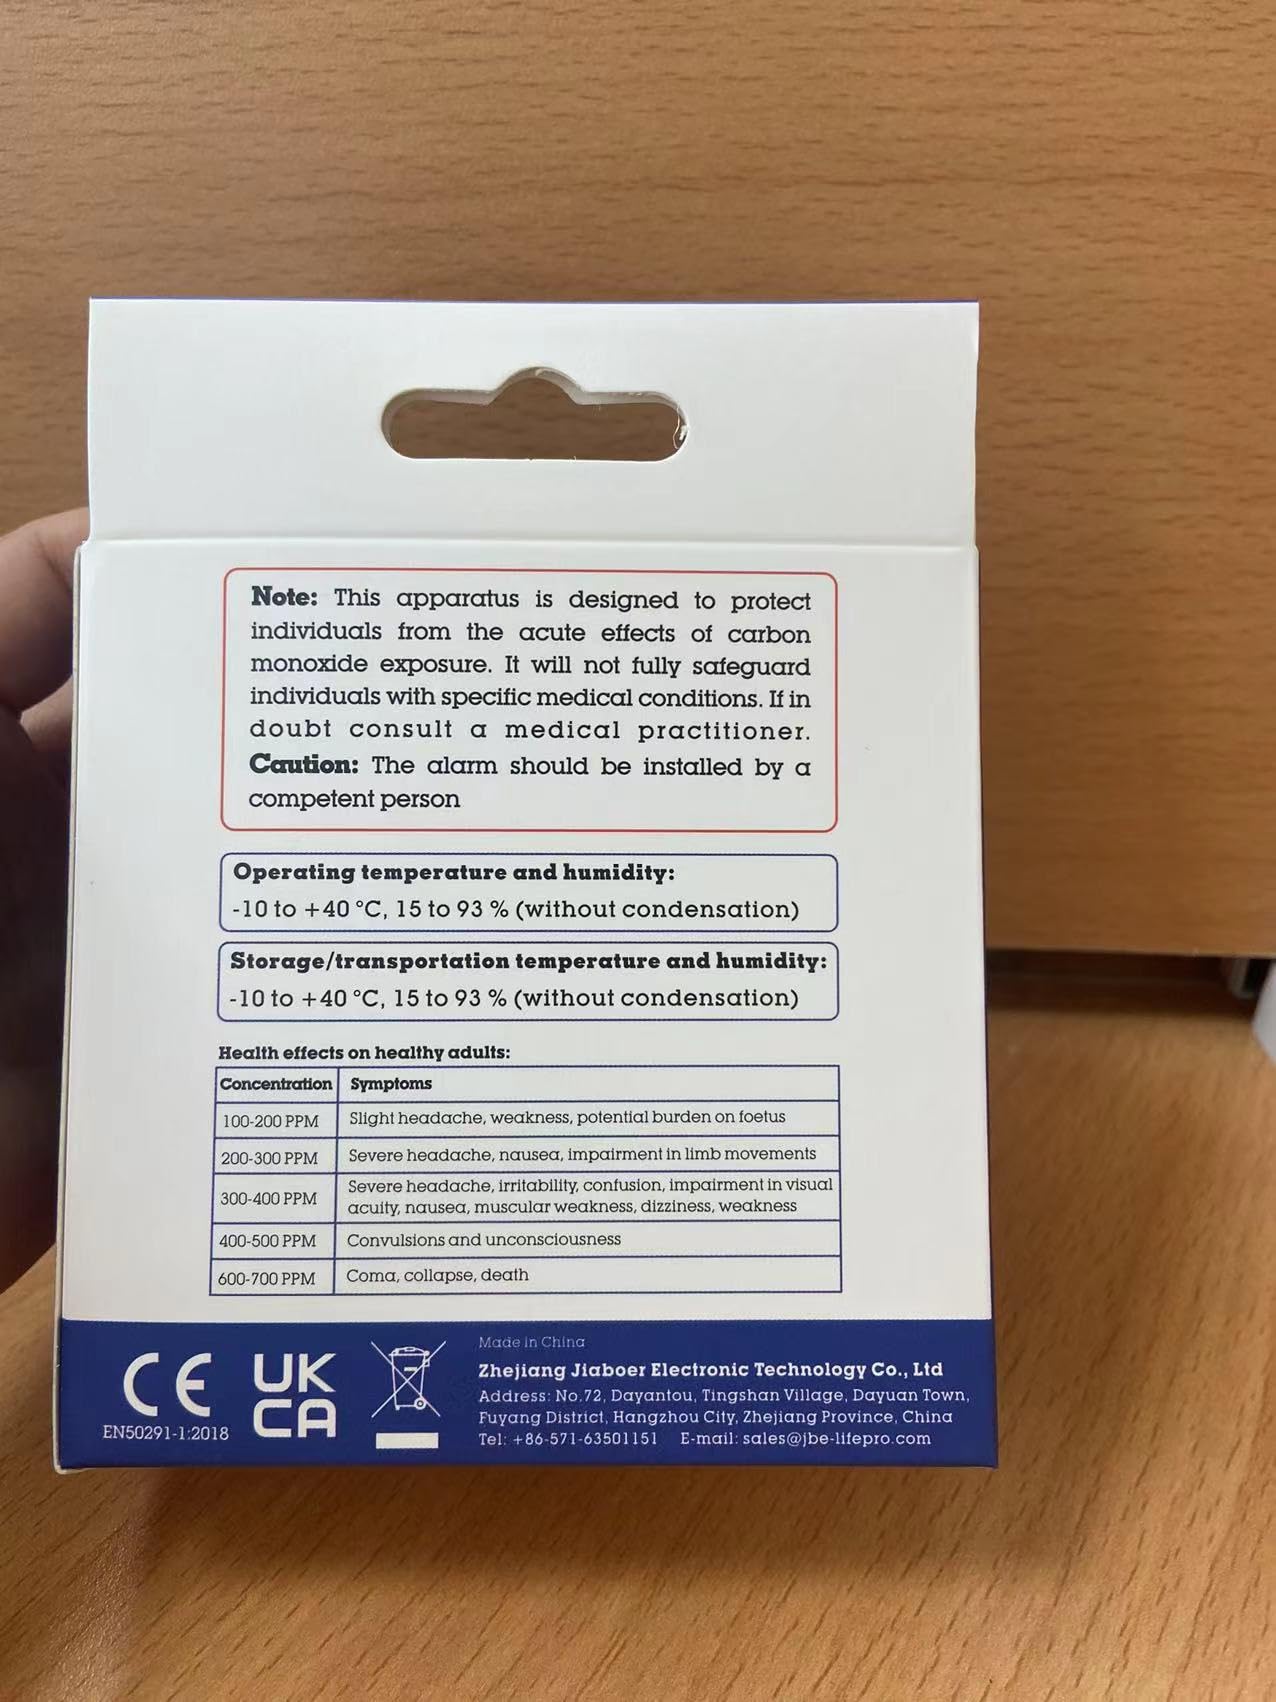 Note: This apparatus is designed to protect
individuals from the acute effects of carbon
monoxide exposure. It will not fully safeguard
individuals with specific medical conditions. If in
doubt consult a medical practitioner.
Caution: The alarm should be installed by a
competent person
Operating temperature and humidity:
-10 to +40 °C, 15 to 93 % (without condensation)
Storage/transportation temperature and humidity:
-10 to +40 °C, 15 to 93 % (without condensation)
Health effects on healthy adults:
Concentration Symptoms
100-200 PPM Slight headache, weakness, potential burden on foetus
200-300 PPM Severe headache, nausea, impairment in limb movements
300-400 PPM Severe headache, irritability, confusion, impairment in visual
acuity, nausea, muscular weakness, dizziness, weakness
400-500 PPM Convulsions and unconsciousness
600-700 PPM Coma, collapse, death
CE
EN50291-1:2018
UK
CA
Made in China
Zhejiang Jiaboer Electronic Technology Co., Ltd
Address: No.72, Dayantou, Tingshan Village, Dayuan Town,
Fuyang District, Hangzhou City, Zhejiang Province, China
Tel: +86-571-63501151 E-mail: sales@jbe-lifepro.com